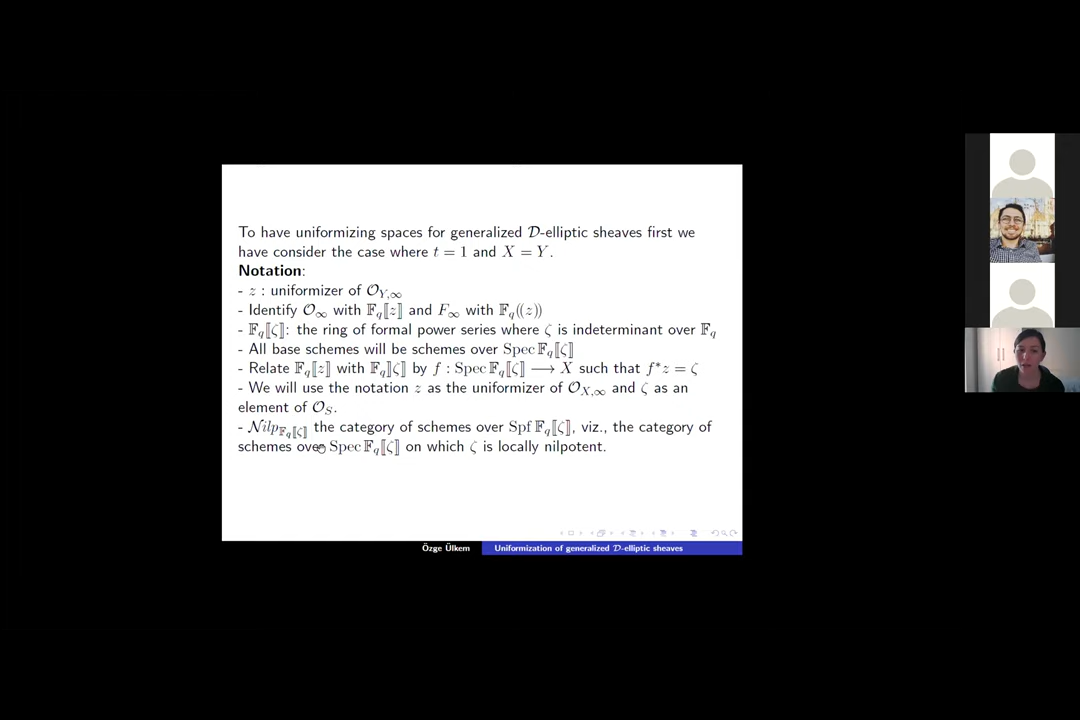 To have uniformizing spaces for generalized 𝒟-elliptic sheaves first we
have consider the case where t = 1 and X = Y.
Notation:
- z : uniformizer of 𝒪_{Y,∞}
- Identify 𝒪_∞ with 𝔽_q⟦z⟧ and F_∞ with 𝔽_q((z))
- 𝔽_q⟦ζ⟧: the ring of formal power series where ζ is indeterminant over 𝔽_q
- All base schemes will be schemes over Spec 𝔽_q⟦ζ⟧
- Relate 𝔽_q⟦z⟧ with 𝔽_q⟧ζ⟧ by f : Spec 𝔽_q⟦ζ⟧ ⟶ X such that f*z = ζ
- We will use the notation z as the uniformizer of 𝒪_{X,∞} and ζ as an
element of 𝒪_S.
- 𝒩ilp_{𝔽_q⟦ζ⟧} the category of schemes over Spf 𝔽_q⟦ζ⟧, viz., the category of
schemes over Spec 𝔽_q⟦ζ⟧ on which ζ is locally nilpotent.
Özge Ülkem
Uniformization of generalized 𝒟-elliptic sheaves